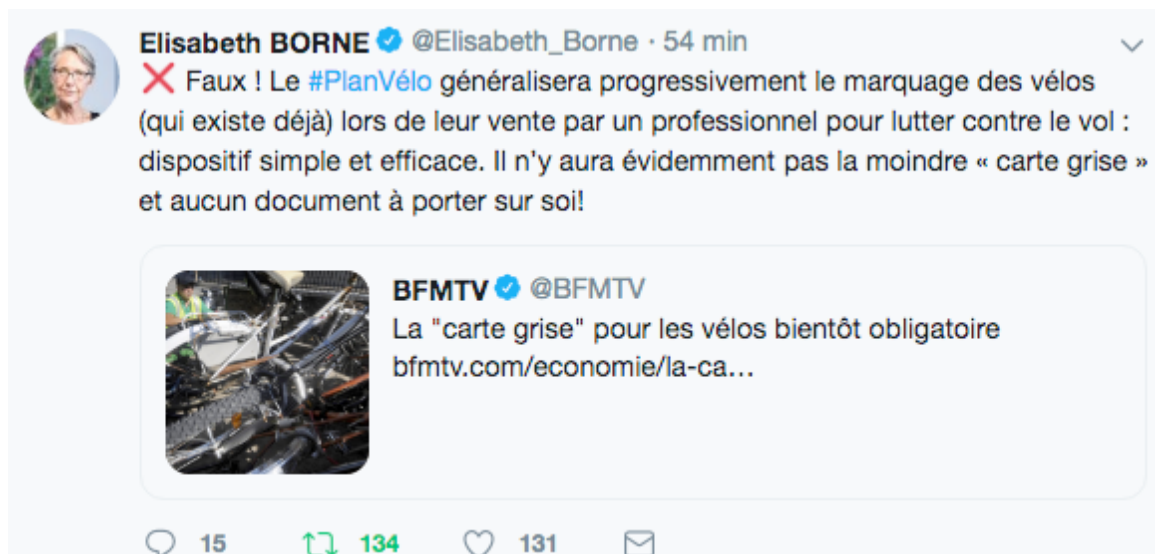 Elisabeth BORNE @Elisabeth_Borne · 54 min
❌ Faux ! Le #PlanVélo généralisera progressivement le marquage des vélos
(qui existe déjà) lors de leur vente par un professionnel pour lutter contre le vol :
dispositif simple et efficace. Il n’y aura évidemment pas la moindre « carte grise »
et aucun document à porter sur soi!
BFMTV @BFMTV
La "carte grise" pour les vélos bientôt obligatoire
bfmtv.com/economie/la-ca…
15 134 131